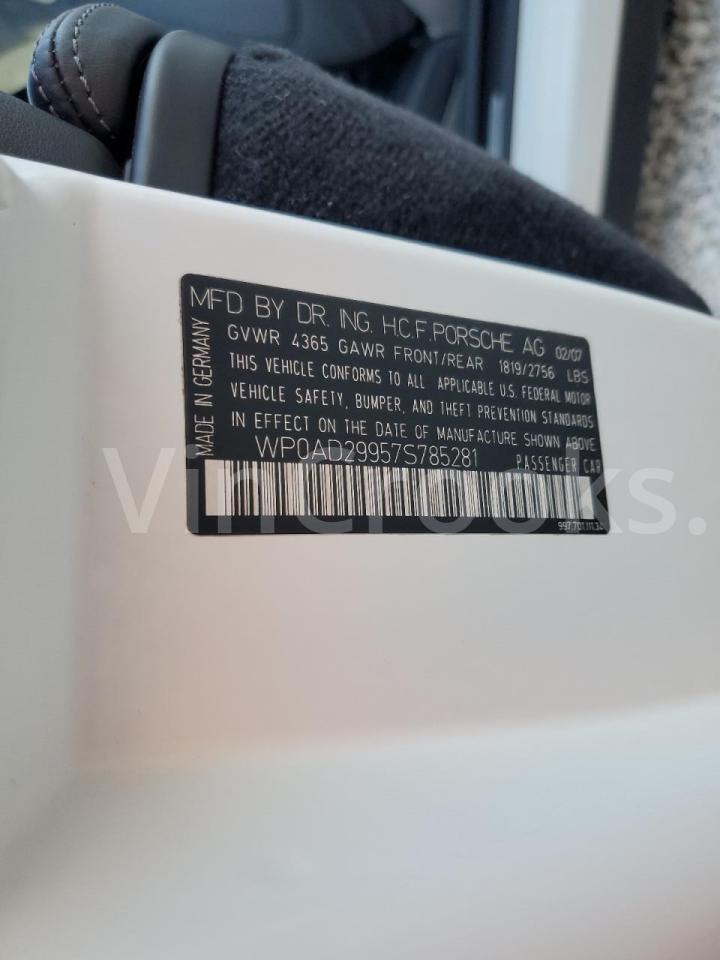 MFD BY DR. ING. H.C.F. PORSCHE AG 02/07
GVWR 4365 GAWR FRONT/REAR 1819/2756 LBS
THIS VEHICLE CONFORMS TO ALL APPLICABLE U.S. FEDERAL MOTOR
VEHICLE SAFETY, BUMPER, AND THEFT PREVENTION STANDARDS
IN EFFECT ON THE DATE OF MANUFACTURE SHOWN ABOVE
WP0AD29957S785281 PASSENGER CAR
MADE IN GERMANY
VinCrooks.